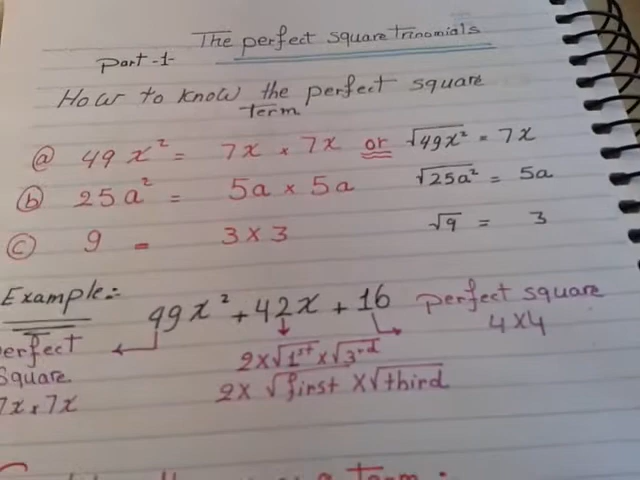 The perfect square Trinomials
Part -1-
How to know the perfect square
term
ⓐ 49x² = 7x × 7x or √49x² = 7x
ⓑ 25a² = 5a × 5a √25a² = 5a
ⓒ 9 = 3 × 3 √9 = 3
Example:- 49x² + 42x + 16 perfect square
4 × 4
erfect
Square 2 × √1st × √3rd
7x × 7x 2 × √first × √third